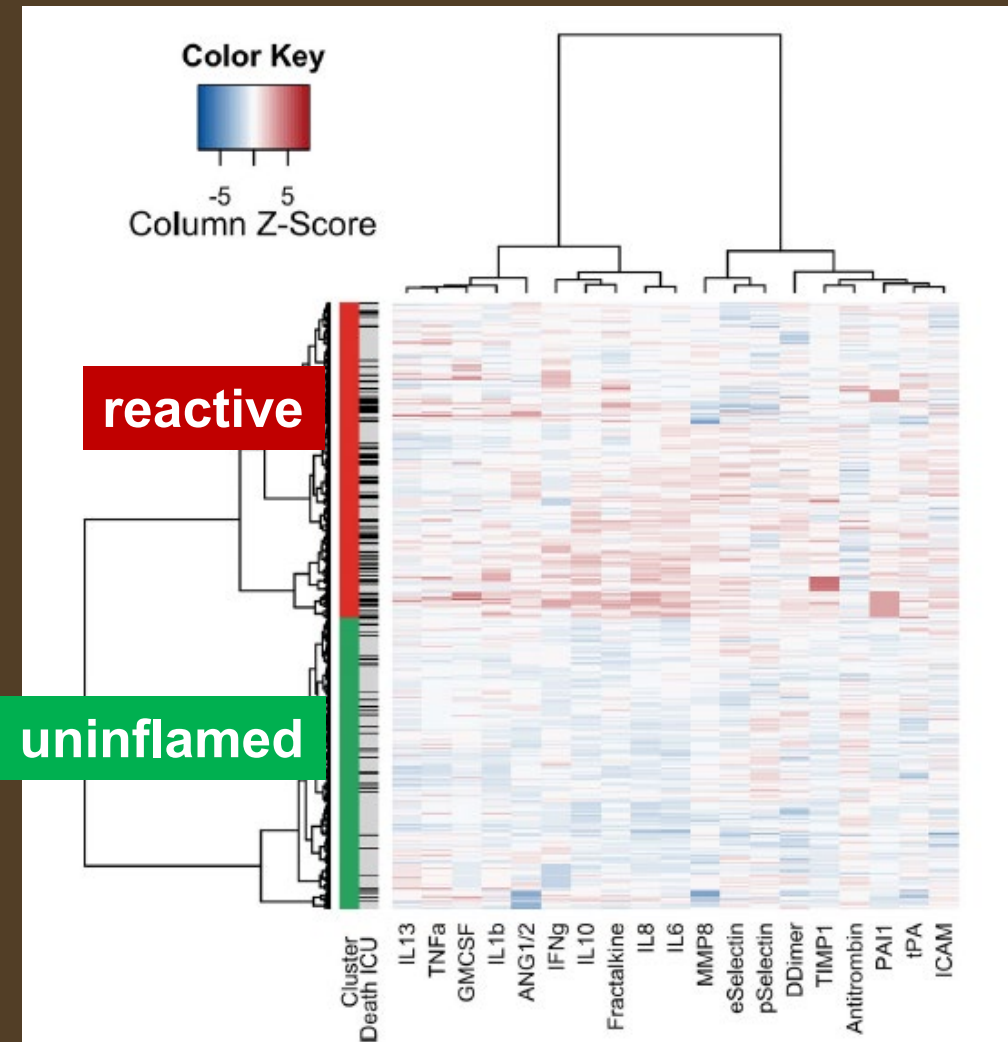 Color Key
-5 5
Column Z-Score
reactive
uninflamed
Cluster
Death ICU
IL13
TNFa
GMCSF
IL1b
ANG1/2
IFNg
IL10
Fractalkine
IL8
IL6
MMP8
eSelectin
pSelectin
DDimer
TIMP1
Antitrombin
PAI1
tPA
ICAM